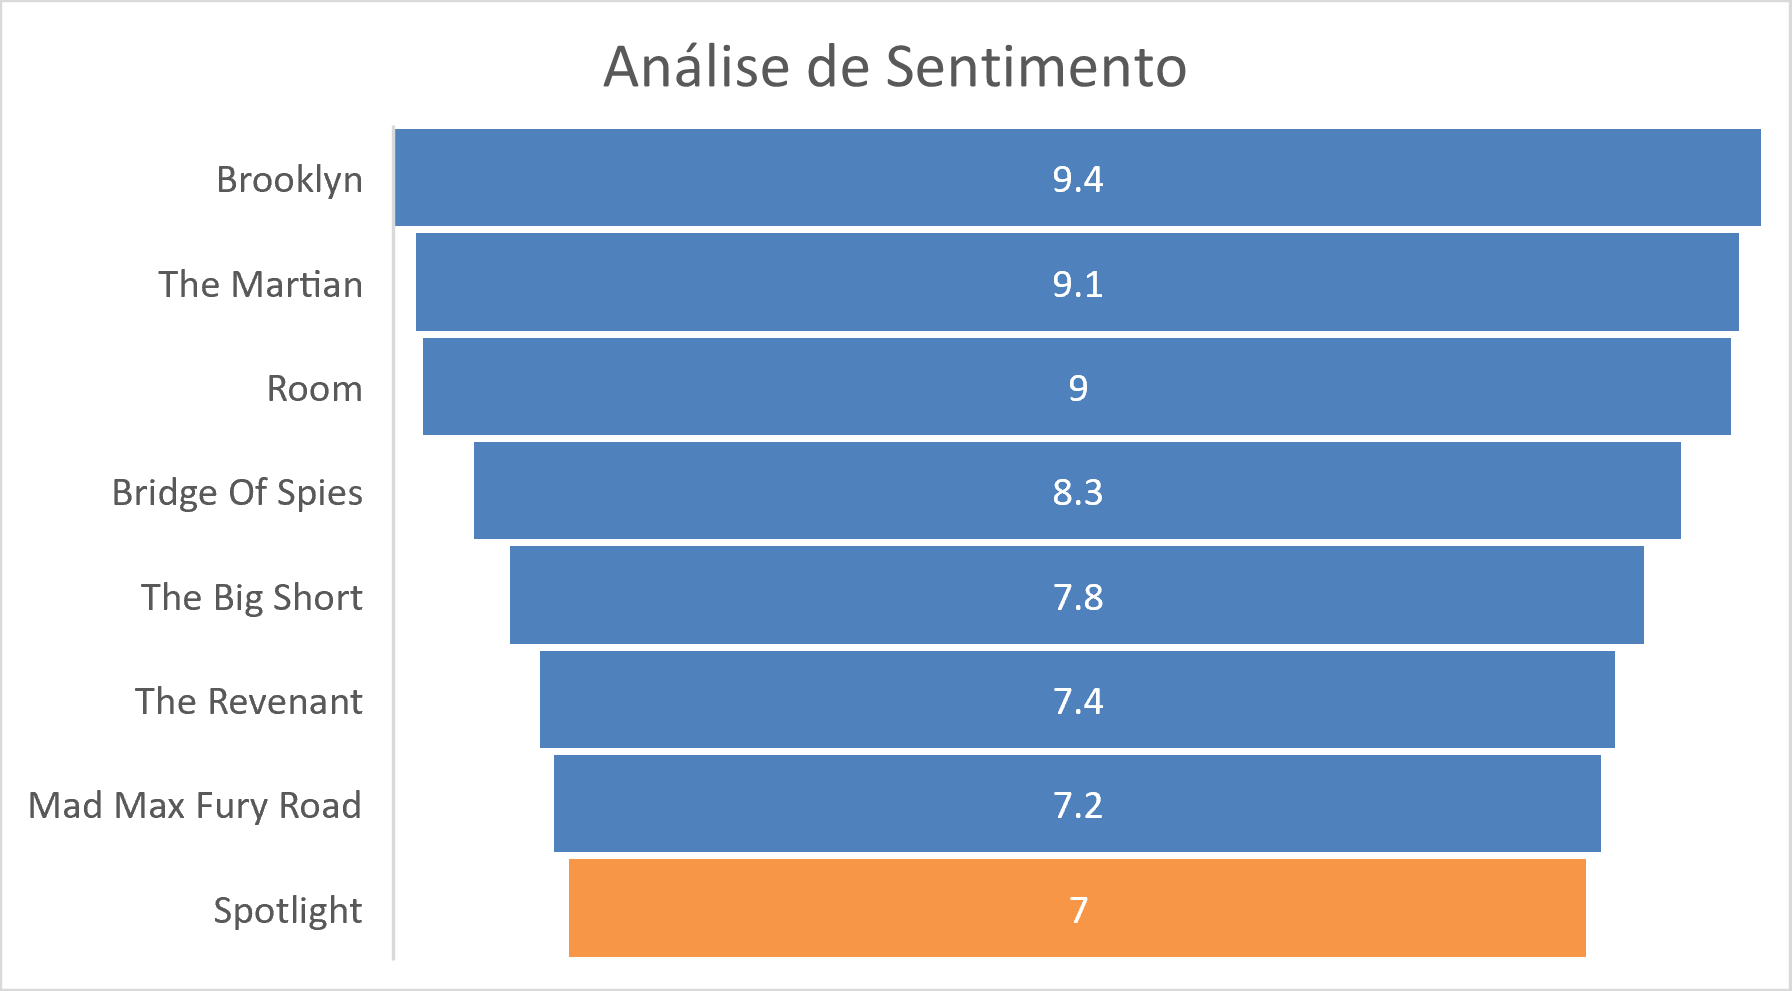 Análise de Sentimento
Brooklyn 9.4
The Martian 9.1
Room 9
Bridge Of Spies 8.3
The Big Short 7.8
The Revenant 7.4
Mad Max Fury Road 7.2
Spotlight 7